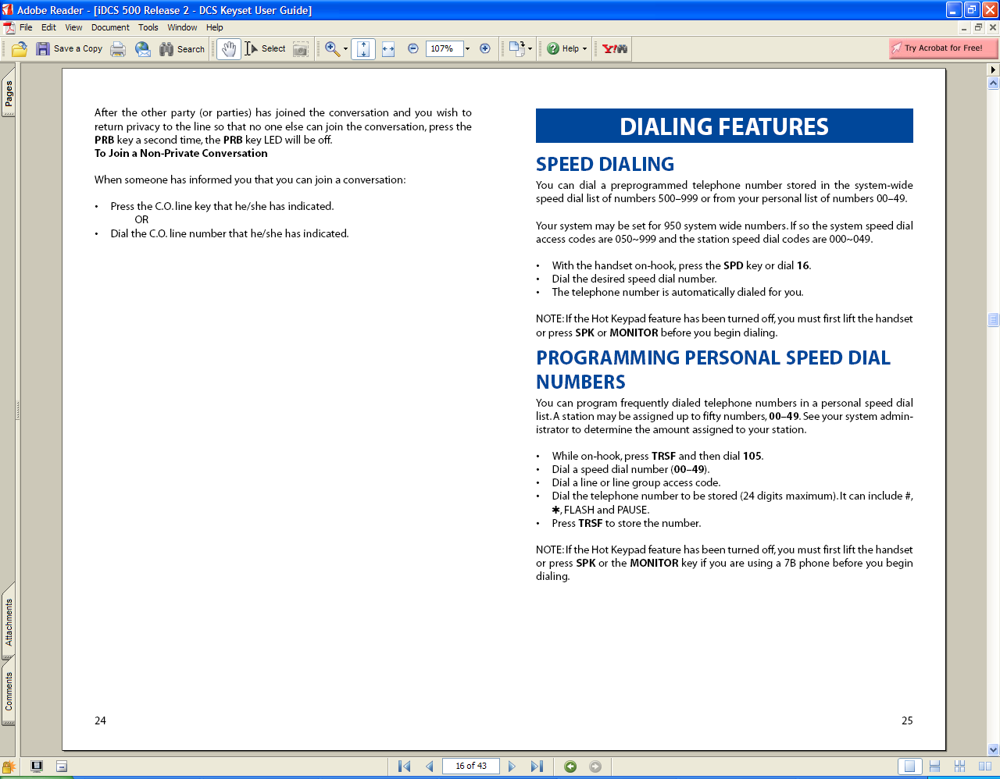 Adobe Reader - [iDCS 500 Release 2 - DCS Keyset User Guide]
File Edit View Document Tools Window Help
Save a Copy Search Select 107% Help Y! Try Acrobat for Free!
Pages
After the other party (or parties) has joined the conversation and you wish to
return privacy to the line so that no one else can join the conversation, press the
PRB key a second time, the PRB key LED will be off.
To Join a Non-Private Conversation
When someone has informed you that you can join a conversation:
• Press the C.O. line key that he/she has indicated.
OR
• Dial the C.O. line number that he/she has indicated.
24
DIALING FEATURES
SPEED DIALING
You can dial a preprogrammed telephone number stored in the system-wide
speed dial list of numbers 500–999 or from your personal list of numbers 00–49.
Your system may be set for 950 system wide numbers. If so the system speed dial
access codes are 050~999 and the station speed dial codes are 000~049.
• With the handset on-hook, press the SPD key or dial 16.
• Dial the desired speed dial number.
• The telephone number is automatically dialed for you.
NOTE: If the Hot Keypad feature has been turned off, you must first lift the handset
or press SPK or MONITOR before you begin dialing.
PROGRAMMING PERSONAL SPEED DIAL
NUMBERS
You can program frequently dialed telephone numbers in a personal speed dial
list. A station may be assigned up to fifty numbers, 00–49. See your system admin-
istrator to determine the amount assigned to your station.
• While on-hook, press TRSF and then dial 105.
• Dial a speed dial number (00–49).
• Dial a line or line group access code.
• Dial the telephone number to be stored (24 digits maximum). It can include #,
✱, FLASH and PAUSE.
• Press TRSF to store the number.
NOTE: If the Hot Keypad feature has been turned off, you must first lift the handset
or press SPK or the MONITOR key if you are using a 7B phone before you begin
dialing.
25
Attachments
Comments
16 of 43